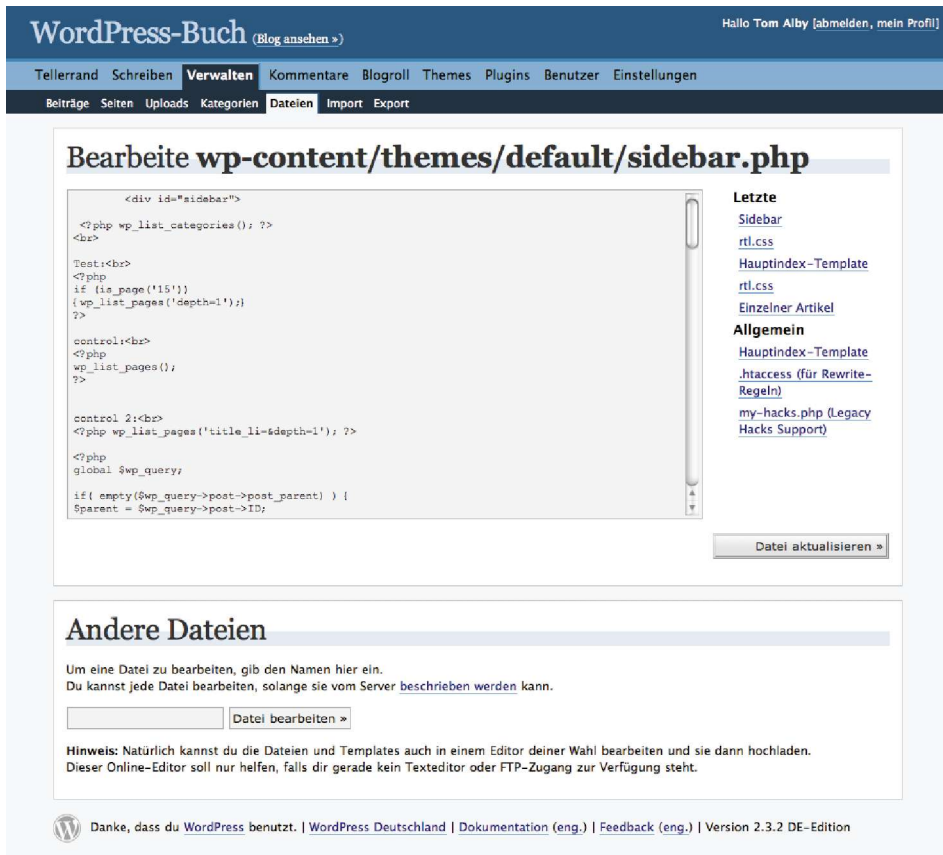 WordPress-Buch (Blog ansehen »)
Hallo Tom Alby [abmelden, mein Profil]
Tellerrand Schreiben Verwalten Kommentare Blogroll Themes Plugins Benutzer Einstellungen
Beiträge Seiten Uploads Kategorien Dateien Import Export
Bearbeite wp-content/themes/default/sidebar.php
<div id="sidebar">
<?php wp_list_categories(); ?>
<br>
Test:<br>
<?php
if (is_page('15'))
{wp_list_pages('depth=1');}
?>
control:<br>
<?php
wp_list_pages();
?>
control 2:<br>
<?php wp_list_pages('title_li=&depth=1'); ?>
<?php
global $wp_query;
if( empty($wp_query->post->post_parent) ) {
$parent = $wp_query->post->ID;
Letzte
Sidebar
rtl.css
Hauptindex-Template
rtl.css
Einzelner Artikel
Allgemein
Hauptindex-Template
.htaccess (für Rewrite-
Regeln)
my-hacks.php (Legacy
Hacks Support)
Datei aktualisieren »
Andere Dateien
Um eine Datei zu bearbeiten, gib den Namen hier ein.
Du kannst jede Datei bearbeiten, solange sie vom Server beschrieben werden kann.
Datei bearbeiten »
Hinweis: Natürlich kannst du die Dateien und Templates auch in einem Editor deiner Wahl bearbeiten und sie dann hochladen.
Dieser Online-Editor soll nur helfen, falls dir gerade kein Texteditor oder FTP-Zugang zur Verfügung steht.
Danke, dass du WordPress benutzt. | WordPress Deutschland | Dokumentation (eng.) | Feedback (eng.) | Version 2.3.2 DE-Edition